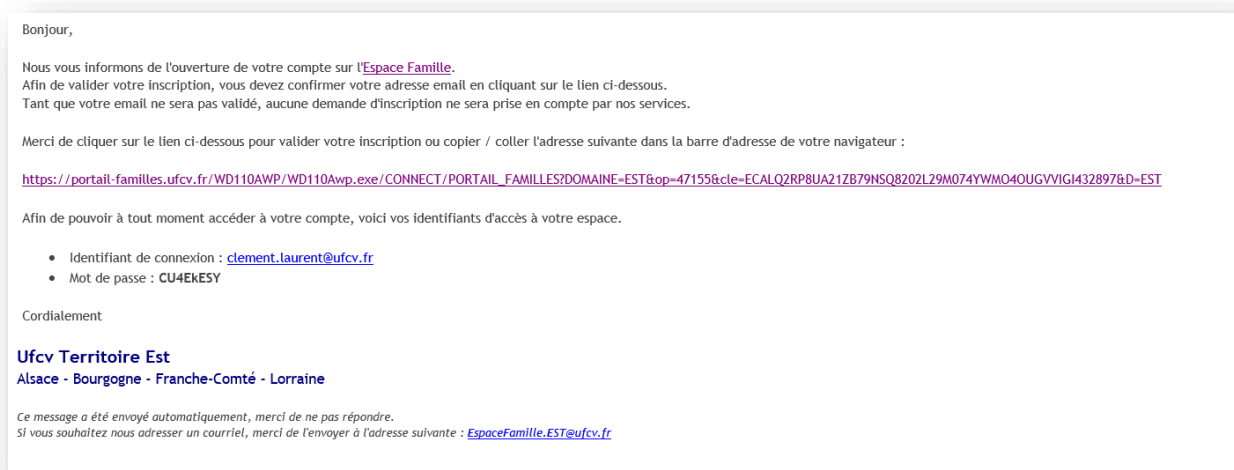 Bonjour,
Nous vous informons de l'ouverture de votre compte sur l'Espace Famille.
Afin de valider votre inscription, vous devez confirmer votre adresse email en cliquant sur le lien ci-dessous.
Tant que votre email ne sera pas validé, aucune demande d'inscription ne sera prise en compte par nos services.
Merci de cliquer sur le lien ci-dessous pour valider votre inscription ou copier / coller l'adresse suivante dans la barre d'adresse de votre navigateur :
https://portail-familles.ufcv.fr/WD110AWP/WD110Awp.exe/CONNECT/PORTAIL_FAMILLES?DOMAINE=EST&op=47155&cle=ECALQ2RP8UA21ZB79NSQ8202L29M074YWMO4OUGVVIGI432897&D=EST
Afin de pouvoir à tout moment accéder à votre compte, voici vos identifiants d'accès à votre espace.
• Identifiant de connexion : clement.laurent@ufcv.fr
• Mot de passe : CU4EkESY
Cordialement
Ufcv Territoire Est
Alsace - Bourgogne - Franche-Comté - Lorraine
Ce message a été envoyé automatiquement, merci de ne pas répondre.
Si vous souhaitez nous adresser un courriel, merci de l'envoyer à l'adresse suivante : EspaceFamille.EST@ufcv.fr